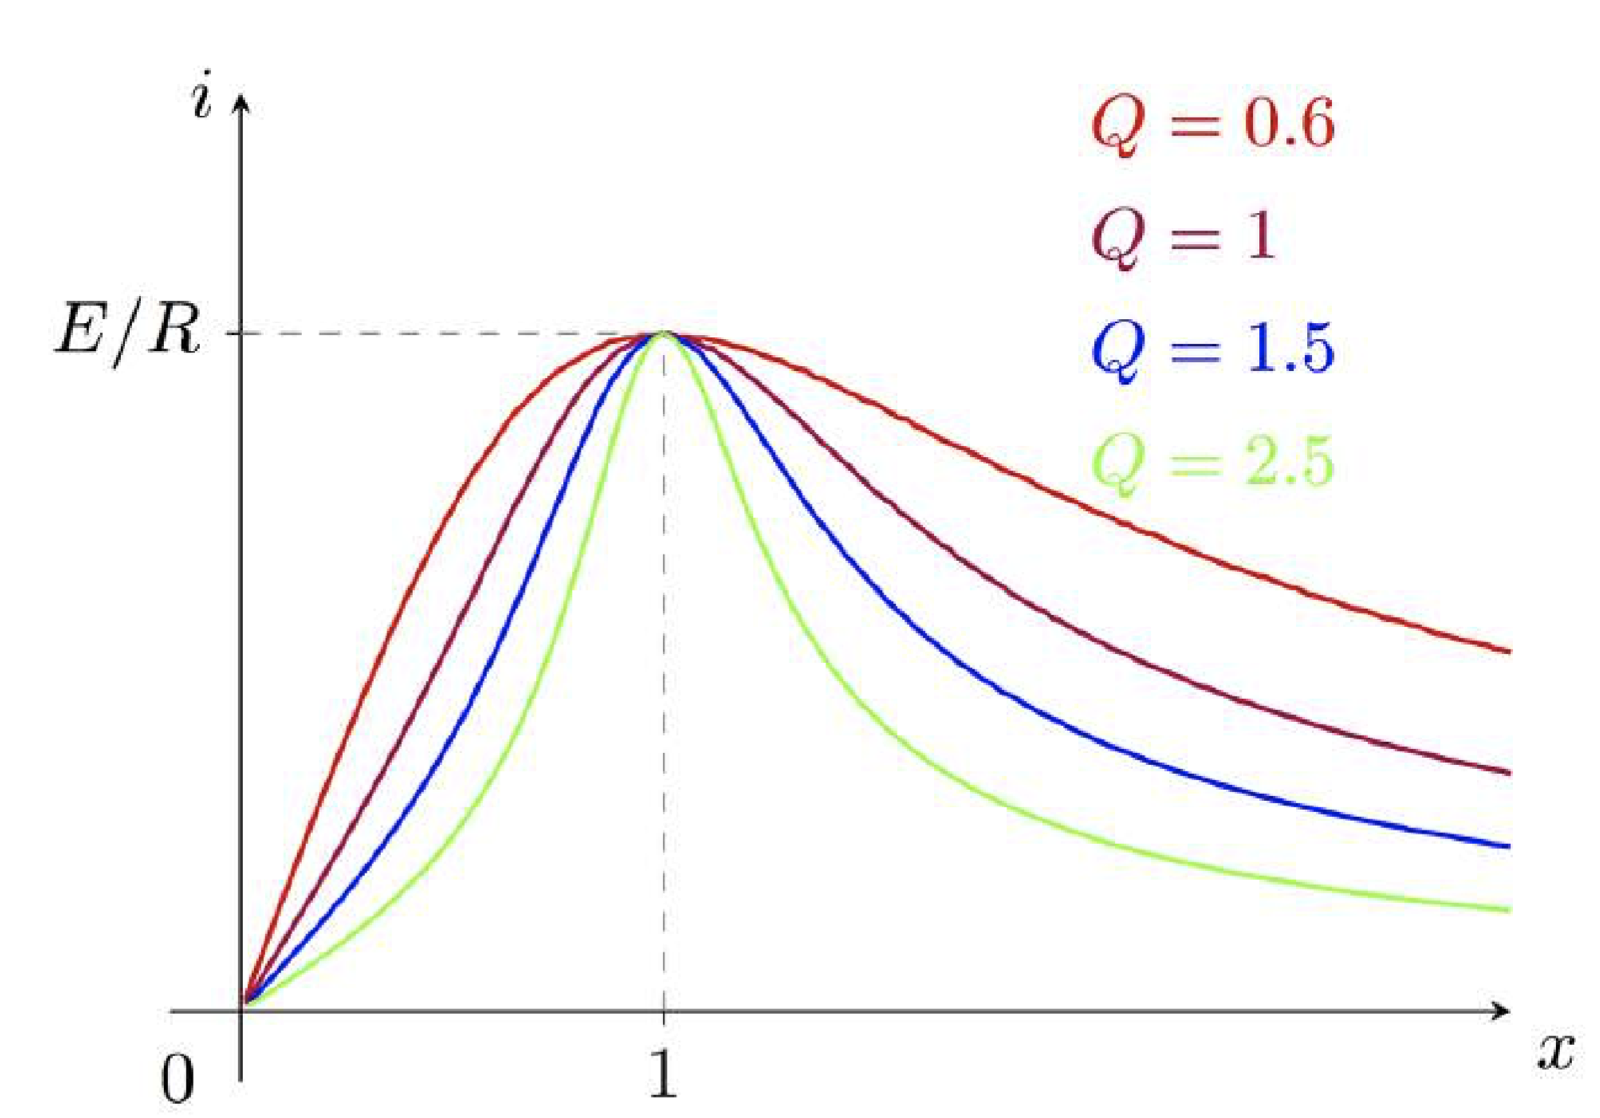 i
Q = 0.6
Q = 1
E/R
Q = 1.5
Q = 2.5
x
0
1